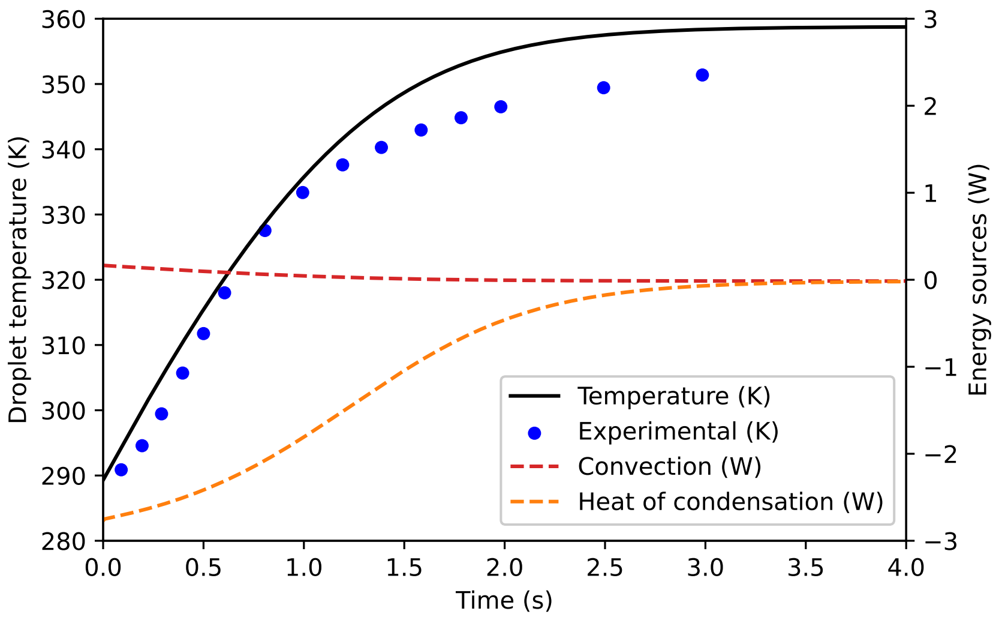 360
350
340
330
320
310
300
290
280
Droplet temperature (K)
3
2
1
0
−1
−2
−3
Energy sources (W)
Temperature (K)
Experimental (K)
Convection (W)
Heat of condensation (W)
0.0 0.5 1.0 1.5 2.0 2.5 3.0 3.5 4.0
Time (s)